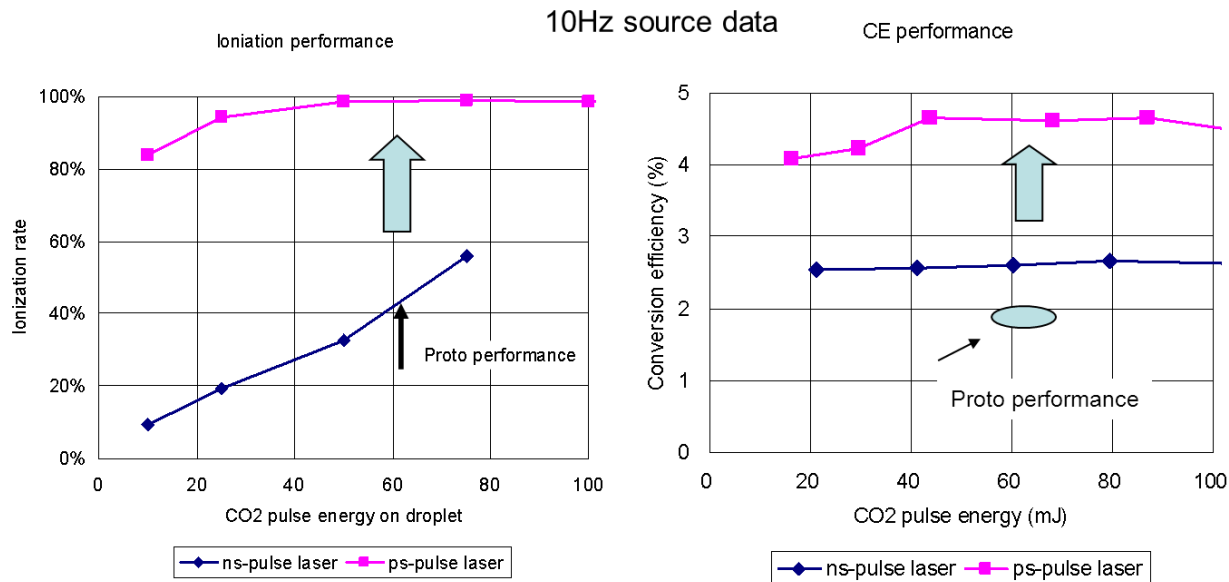 10Hz source data
Ioniation performance
100%
80%
60%
40%
20%
0%
Ionization rate
Proto performance
0 20 40 60 80 100
CO2 pulse energy on droplet
ns-pulse laser ps-pulse laser
CE performance
5
4
3
2
1
0
Conversion efficiency (%)
Proto performance
0 20 40 60 80 100
CO2 pulse energy (mJ)
ns-pulse laser ps-pulse laser